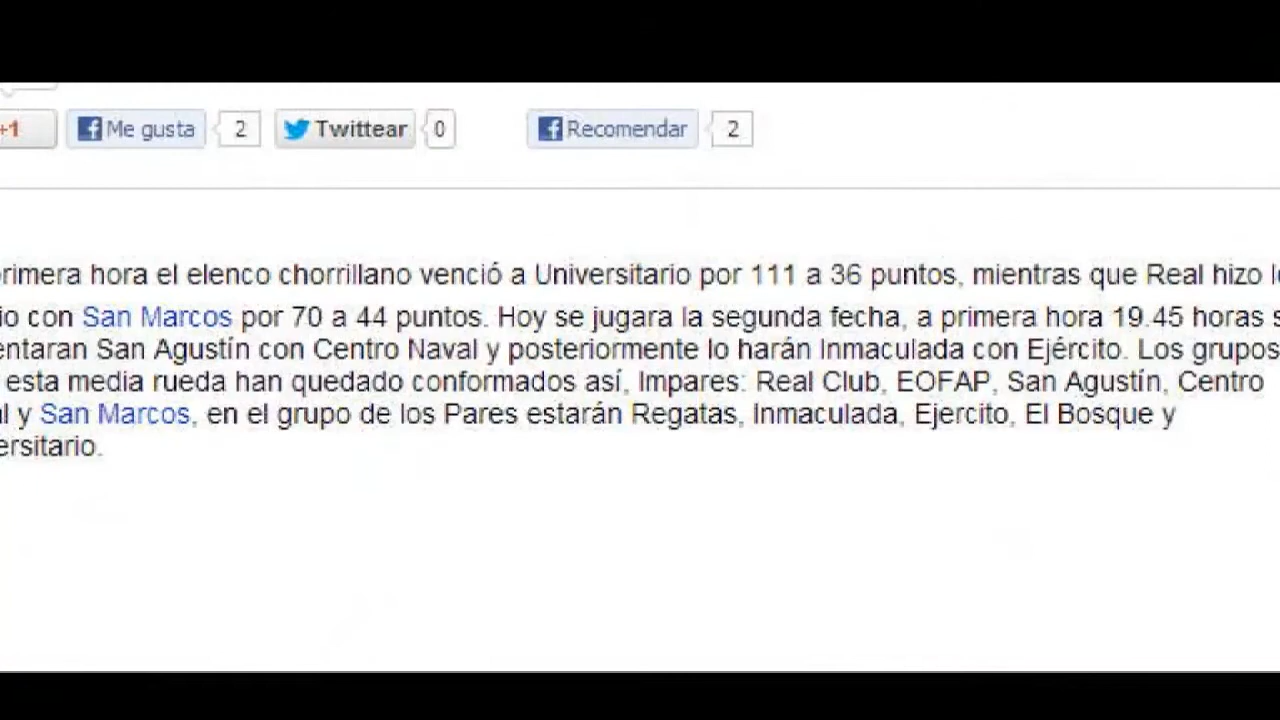 +1 Me gusta 2 Twittear 0 Recomendar 2
primera hora el elenco chorrillano venció a Universitario por 111 a 36 puntos, mientras que Real hizo
con San Marcos por 70 a 44 puntos. Hoy se jugara la segunda fecha, a primera hora 19.45 horas
San Agustín con Centro Naval y posteriormente lo harán Inmaculada con Ejército. Los grupos
esta media rueda han quedado conformados así, Impares: Real Club, EOFAP, San Agustín, Centro
y San Marcos, en el grupo de los Pares estarán Regatas, Inmaculada, Ejercito, El Bosque y
ersitario.